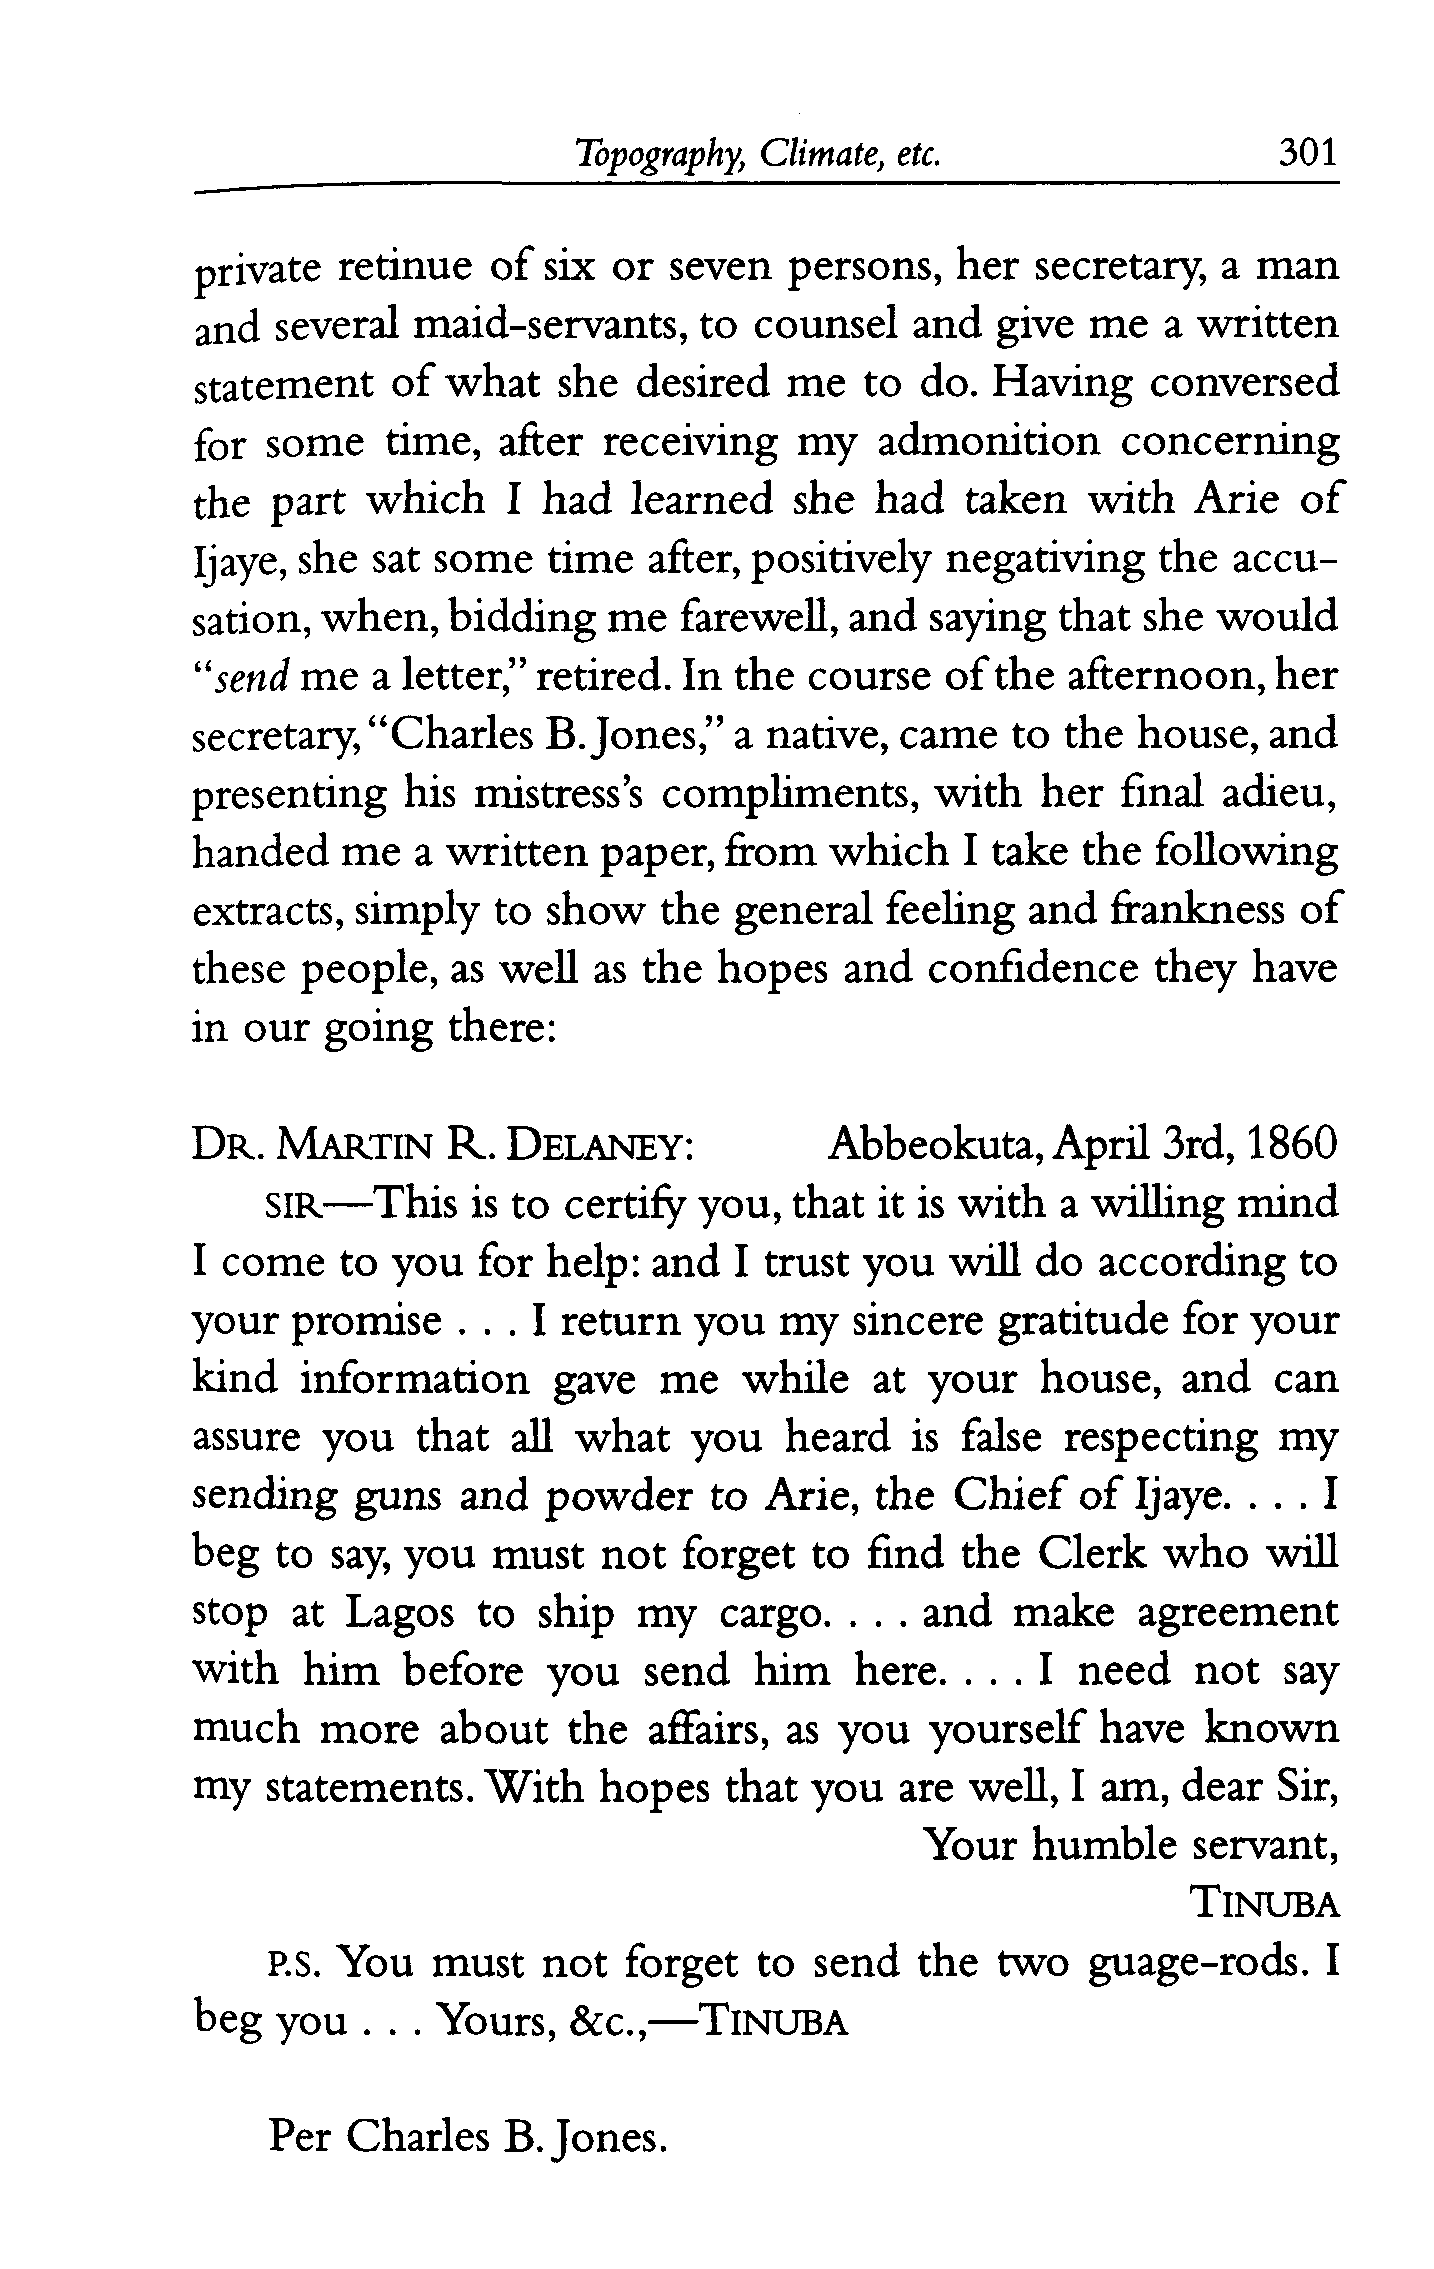 Topography, Climate, etc. 301
private retinue of six or seven persons, her secretary, a man
and several maid-servants, to counsel and give me a written
statement of what she desired me to do. Having conversed
for some time, after receiving my admonition concerning
the part which I had learned she had taken with Arie of
Ijaye, she sat some time after, positively negativing the accu-
sation, when, bidding me farewell, and saying that she would
“send me a letter,” retired. In the course of the afternoon, her
secretary, “Charles B. Jones,” a native, came to the house, and
presenting his mistress’s compliments, with her final adieu,
handed me a written paper, from which I take the following
extracts, simply to show the general feeling and frankness of
these people, as well as the hopes and confidence they have
in our going there:
DR. MARTIN R. DELANEY: Abbeokuta, April 3rd, 1860
SIR—This is to certify you, that it is with a willing mind
I come to you for help: and I trust you will do according to
your promise . . . I return you my sincere gratitude for your
kind information gave me while at your house, and can
assure you that all what you heard is false respecting my
sending guns and powder to Arie, the Chief of Ijaye. . . . I
beg to say, you must not forget to find the Clerk who will
stop at Lagos to ship my cargo. . . . and make agreement
with him before you send him here. . . . I need not say
much more about the affairs, as you yourself have known
my statements. With hopes that you are well, I am, dear Sir,
Your humble servant,
TINUBA
P.S. You must not forget to send the two guage-rods. I
beg you . . . Yours, &c.,—TINUBA
Per Charles B. Jones.